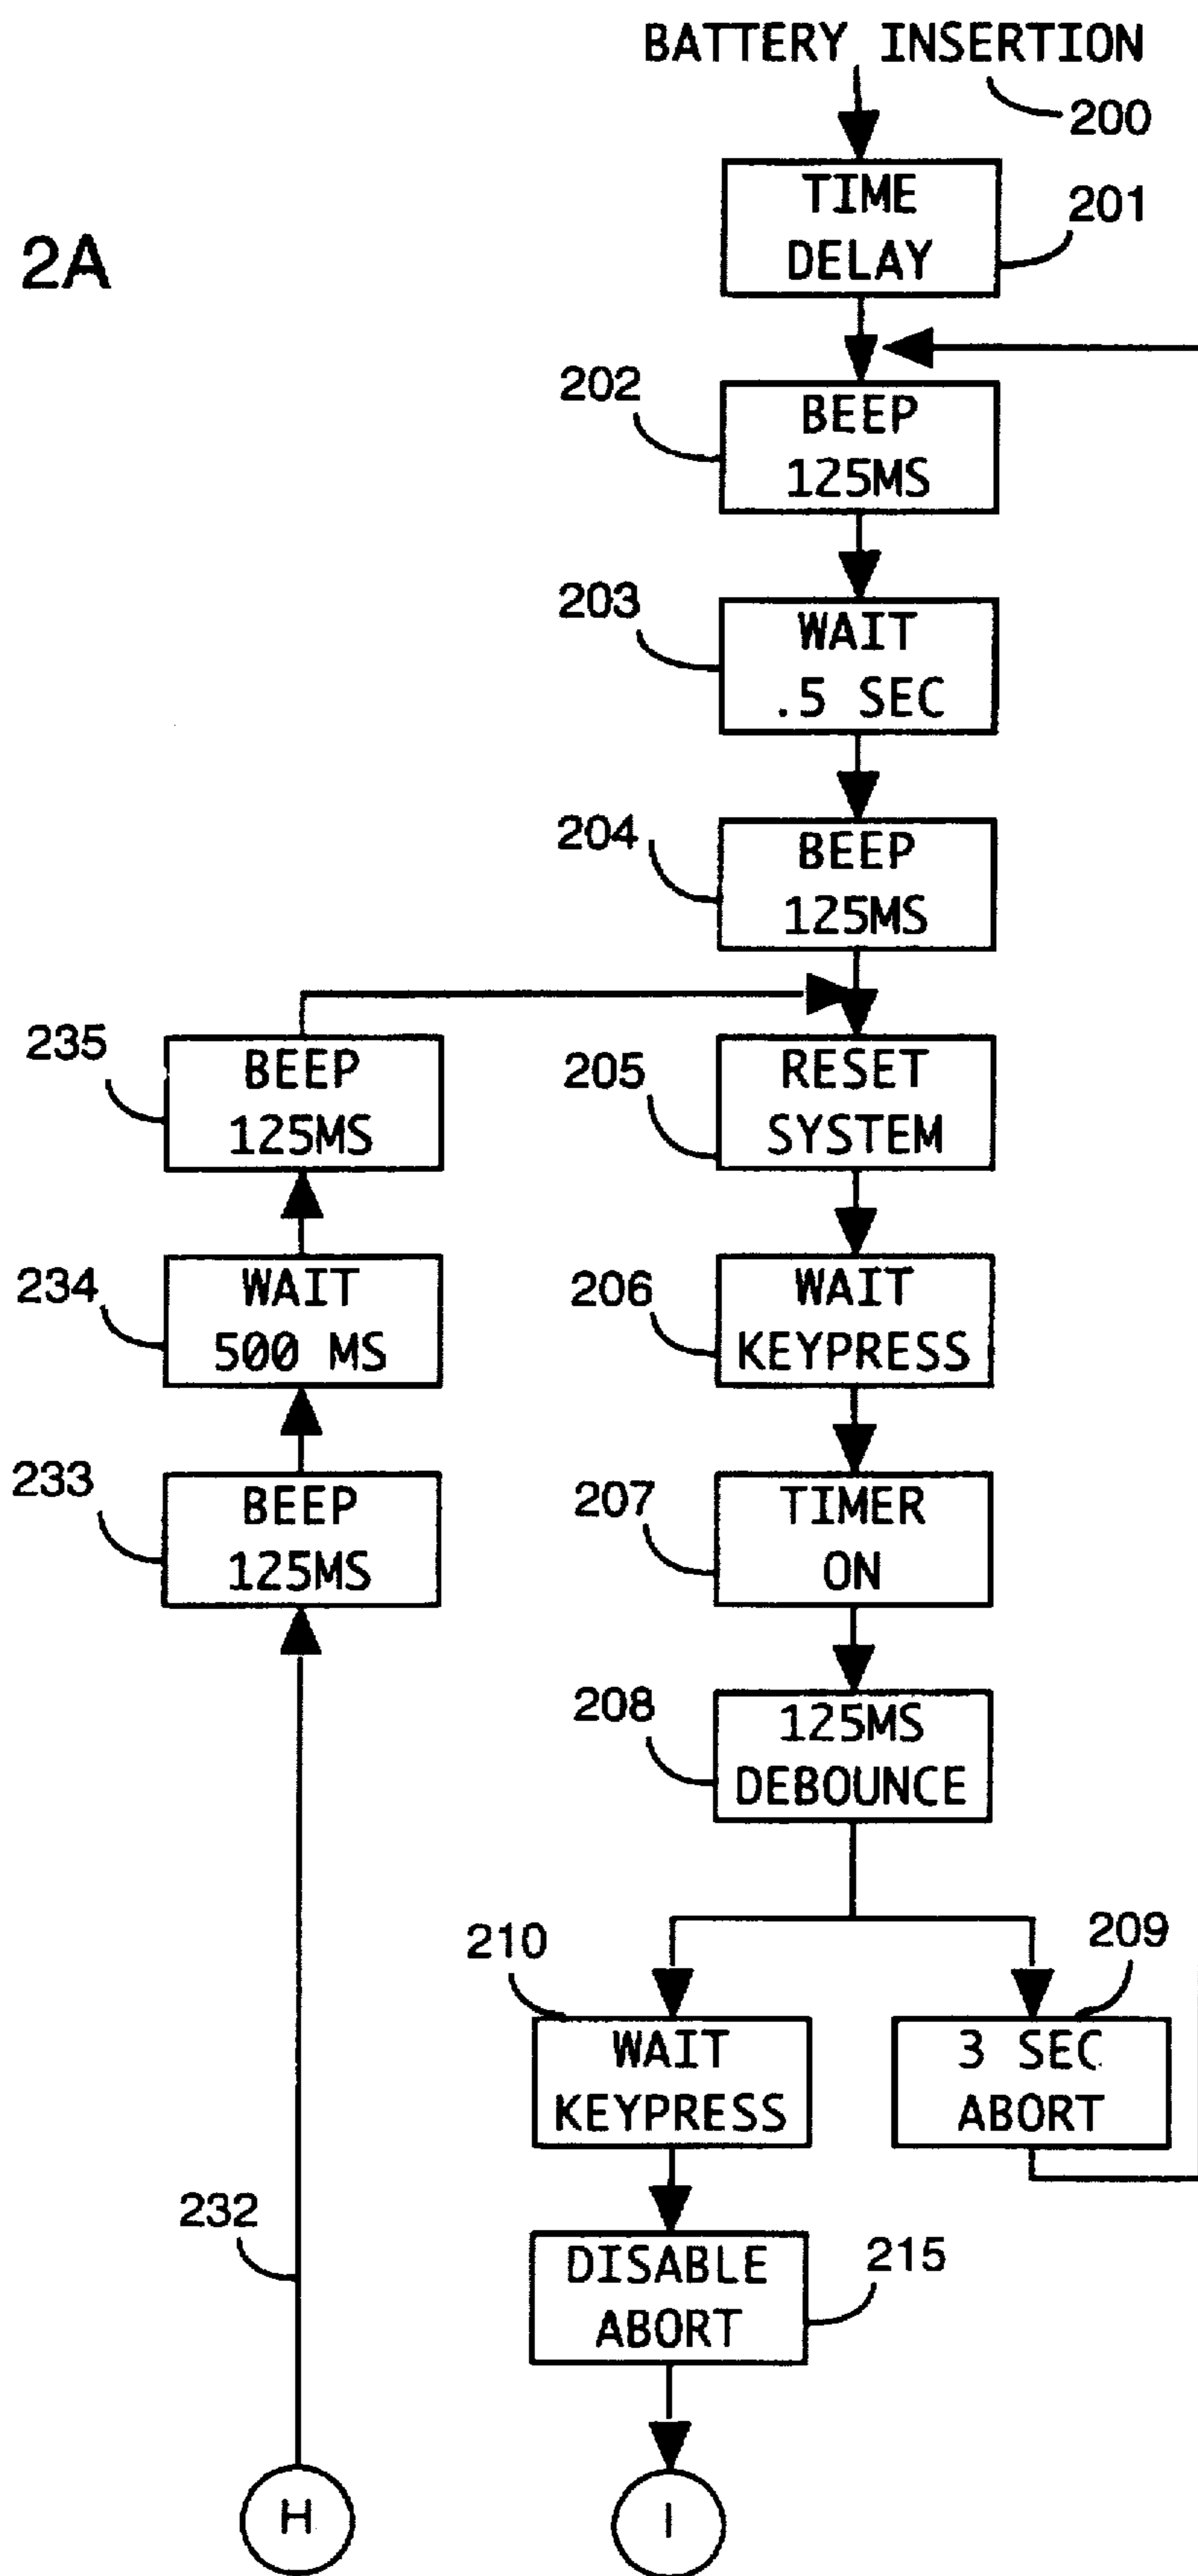 BATTERY INSERTION
200
2A
TIME
DELAY
201
202
BEEP
125MS
203
WAIT
.5 SEC
204
BEEP
125MS
235
BEEP
125MS
205
RESET
SYSTEM
234
WAIT
500 MS
206
WAIT
KEYPRESS
233
BEEP
125MS
207
TIMER
ON
208
125MS
DEBOUNCE
210
WAIT
KEYPRESS
209
3 SEC
ABORT
232
DISABLE
ABORT
215
H
I